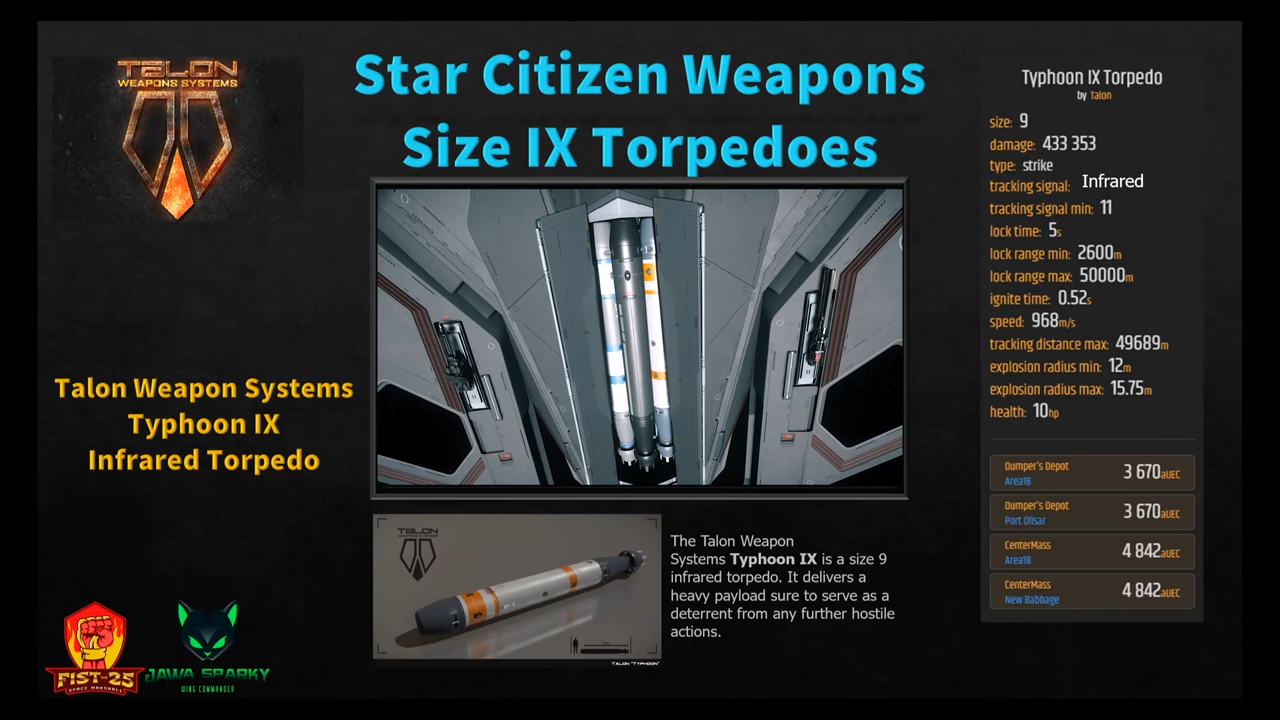 TALON
WEAPONS SYSTEMS
Star Citizen Weapons
Size IX Torpedoes
Talon Weapon Systems
Typhoon IX
Infrared Torpedo
TALON
The Talon Weapon
Systems Typhoon IX is a size 9
infrared torpedo. It delivers a
heavy payload sure to serve as a
deterrent from any further hostile
actions.
TALON "TYPHOON"
FIST-25
SPACE MARSHALL
JAWA SPARKY
WING COMMANDER
Typhoon IX Torpedo
by Talon
size: 9
damage: 433 353
type: strike
tracking signal: Infrared
tracking signal min: 11
lock time: 5s
lock range min: 2600m
lock range max: 50000m
ignite time: 0.52s
speed: 968m/s
tracking distance max: 49689m
explosion radius min: 12m
explosion radius max: 15.75m
health: 10hp
Dumper's Depot
Area18
3 670aUEC
Dumper's Depot
Port Olisar
3 670aUEC
CenterMass
Area18
4 842aUEC
CenterMass
New Babbage
4 842aUEC